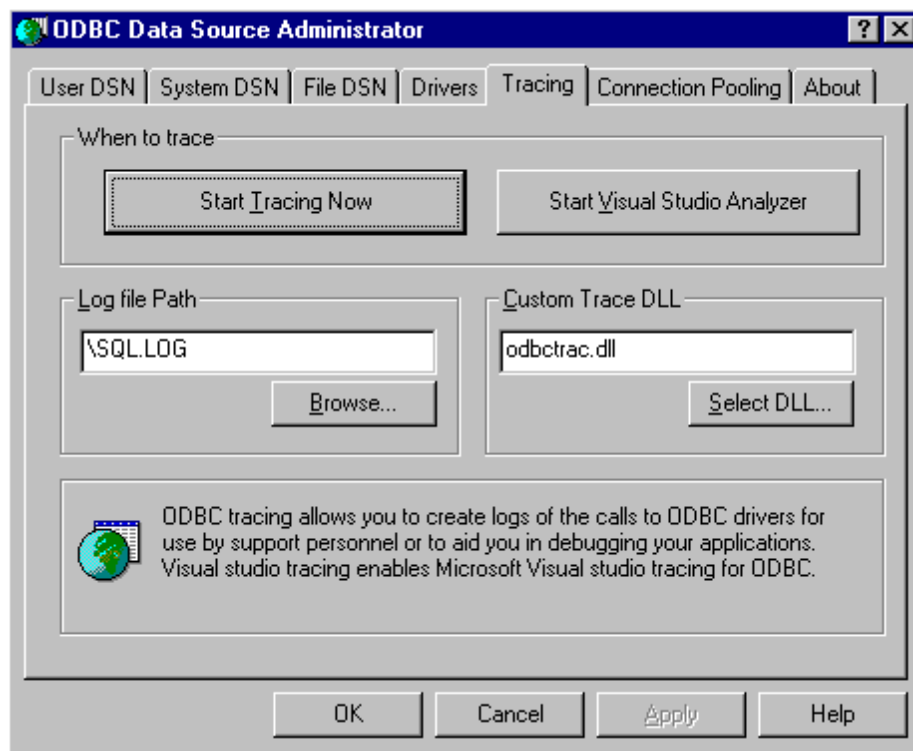 ODBC Data Source Administrator
User DSN System DSN File DSN Drivers Tracing Connection Pooling About
When to trace
Start Tracing Now Start Visual Studio Analyzer
Log file Path Custom Trace DLL
\SQL.LOG odbctrac.dll
Browse... Select DLL...
ODBC tracing allows you to create logs of the calls to ODBC drivers for
use by support personnel or to aid you in debugging your applications.
Visual studio tracing enables Microsoft Visual studio tracing for ODBC.
OK Cancel Apply Help